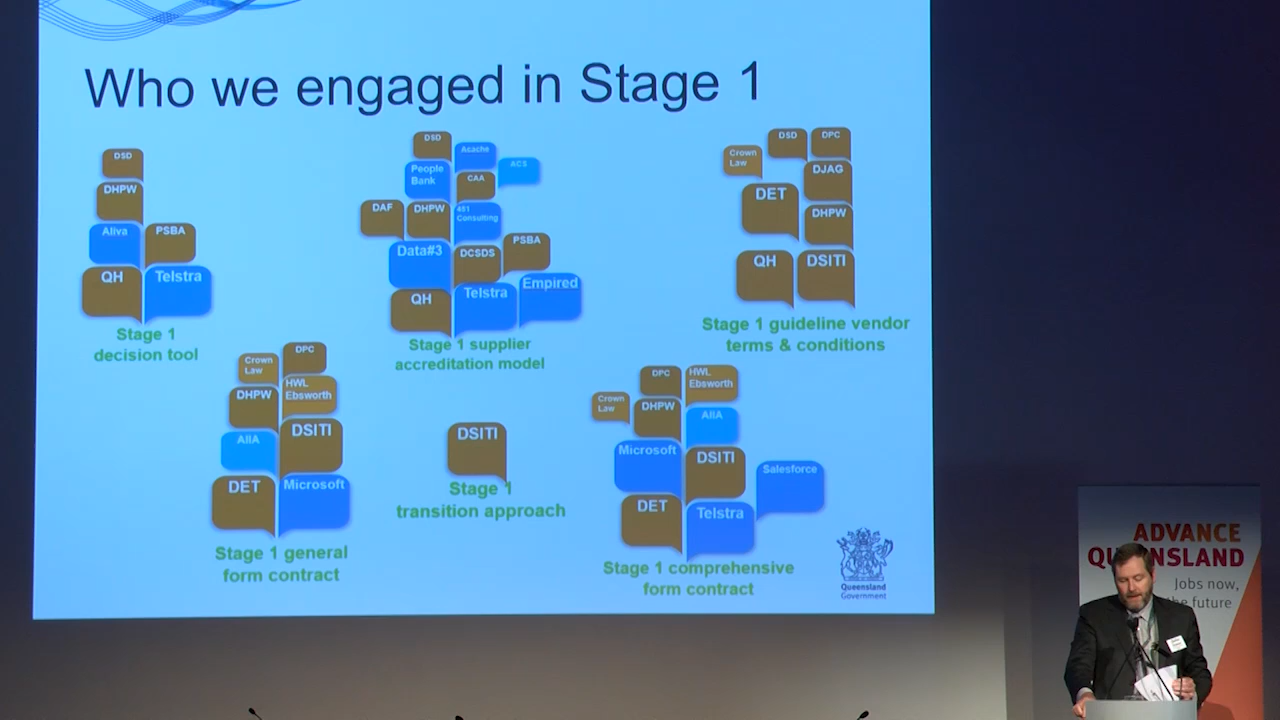 Who we engaged in Stage 1
DSD
DHPW
Aliva
PSBA
QH
Telstra
Stage 1
decision tool
DSD
Asache
People
Bank
CAA
ACS
DAF
DHPW
451
Consulting
Data#3
DCSDS
PSBA
QH
Telstra
Empired
Stage 1 supplier
accreditation model
DSD
DPC
Crown
Law
DJAG
DET
DHPW
QH
DSITI
Stage 1 guideline vendor
terms & conditions
DPC
Crown
Law
HWL
Ebsworth
DHPW
AIIA
DSITI
DET
Microsoft
Stage 1 general
form contract
DSITI
Stage 1
transition approach
DPC
HWL
Ebsworth
Crown
Law
DHPW
AIIA
Microsoft
DSITI
Salesforce
DET
Telstra
Stage 1 comprehensive
form contract
Queensland
Government
ADVANCE
QUEENSLAND
Jobs now,
the future